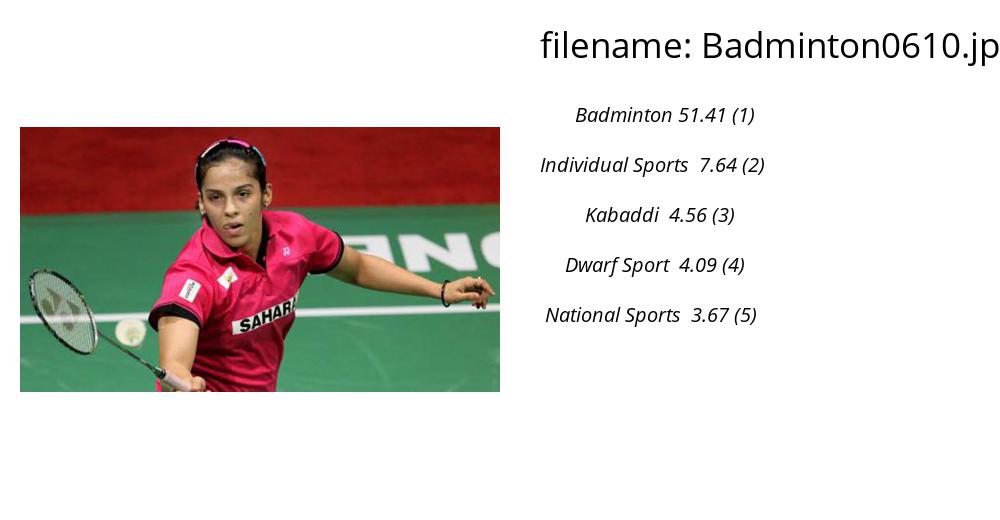 filename: Badminton0610.jp
Badminton 51.41 (1)
Individual Sports 7.64 (2)
Kabaddi 4.56 (3)
Dwarf Sport 4.09 (4)
National Sports 3.67 (5)
SAHARA